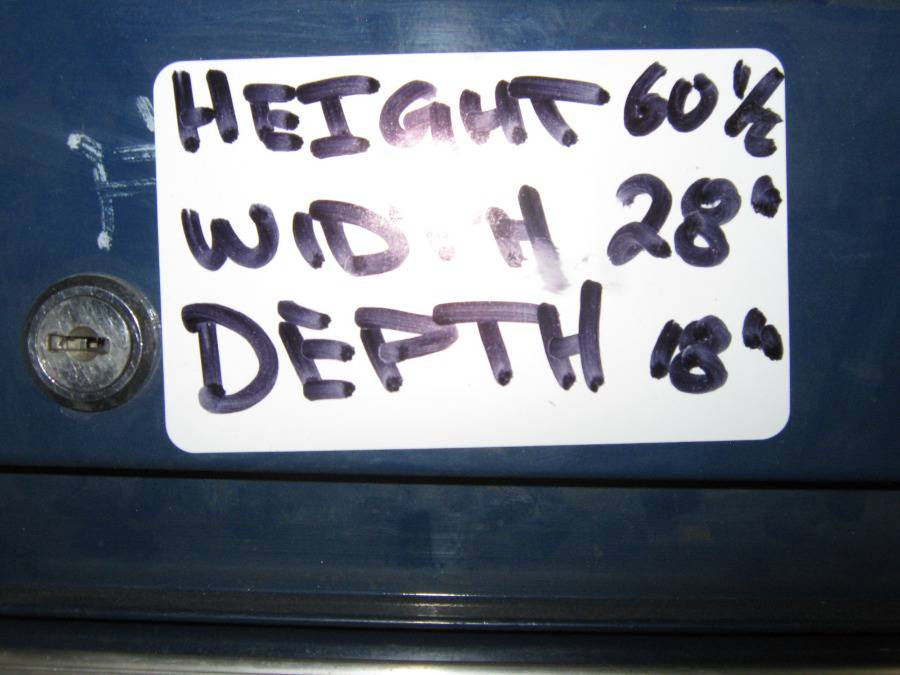 HEIGHT 60½
WIDTH 28"
DEPTH 18"